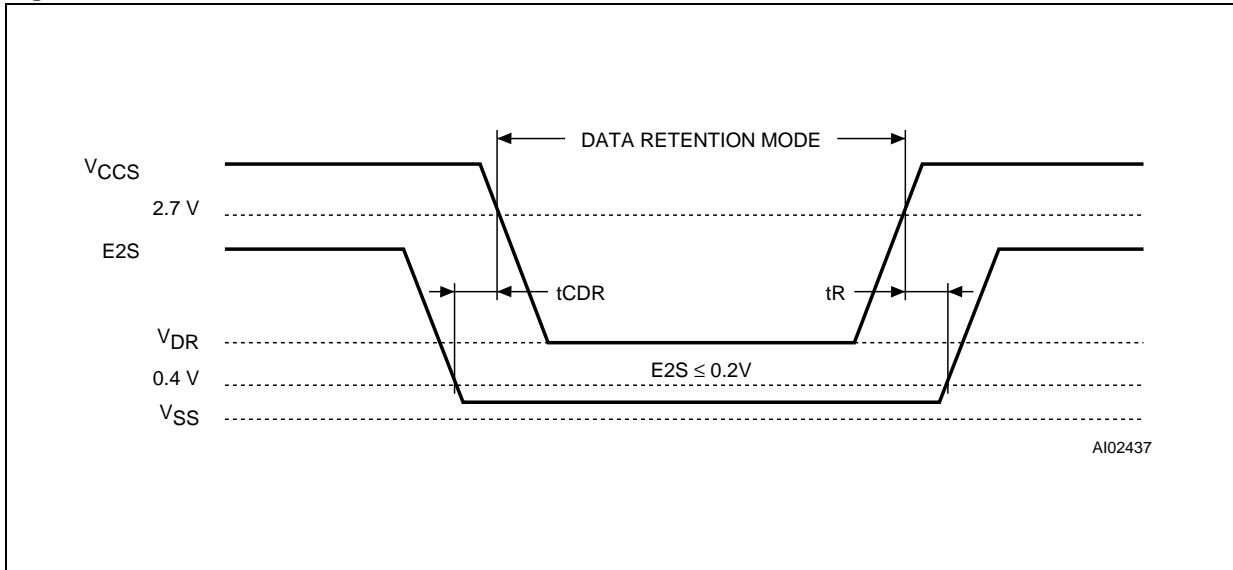 DATA RETENTION MODE
VCCS
2.7 V
E2S
tCDR
tR
VDR
E2S ≤ 0.2V
0.4 V
VSS
AI02437